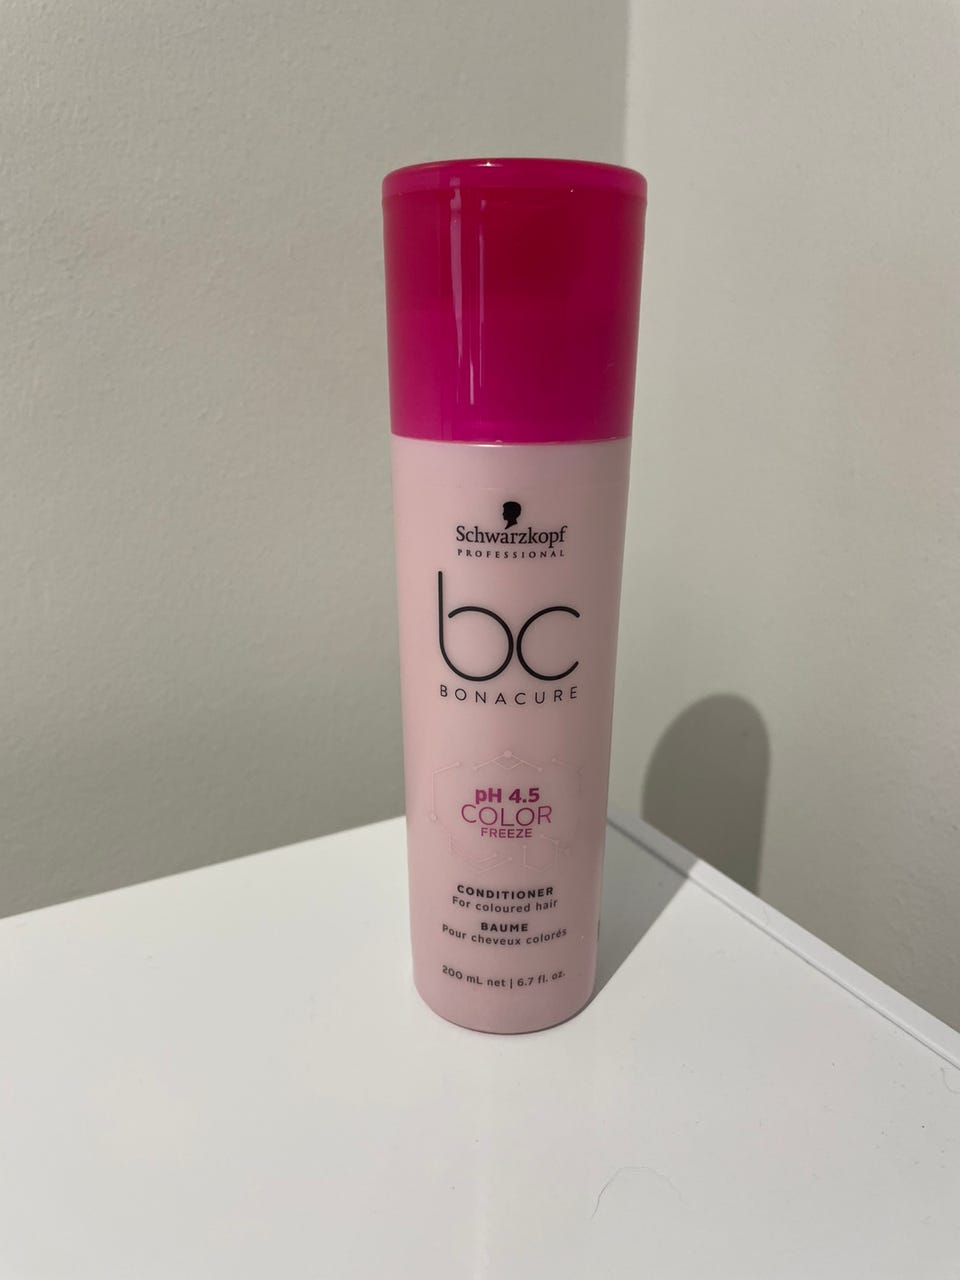 Schwarzkopf
PROFESSIONAL
bc
BONACURE
pH 4.5
COLOR
FREEZE
CONDITIONER
For coloured hair
BAUME
Pour cheveux colorés
200 mL net | 6.7 fl. oz.